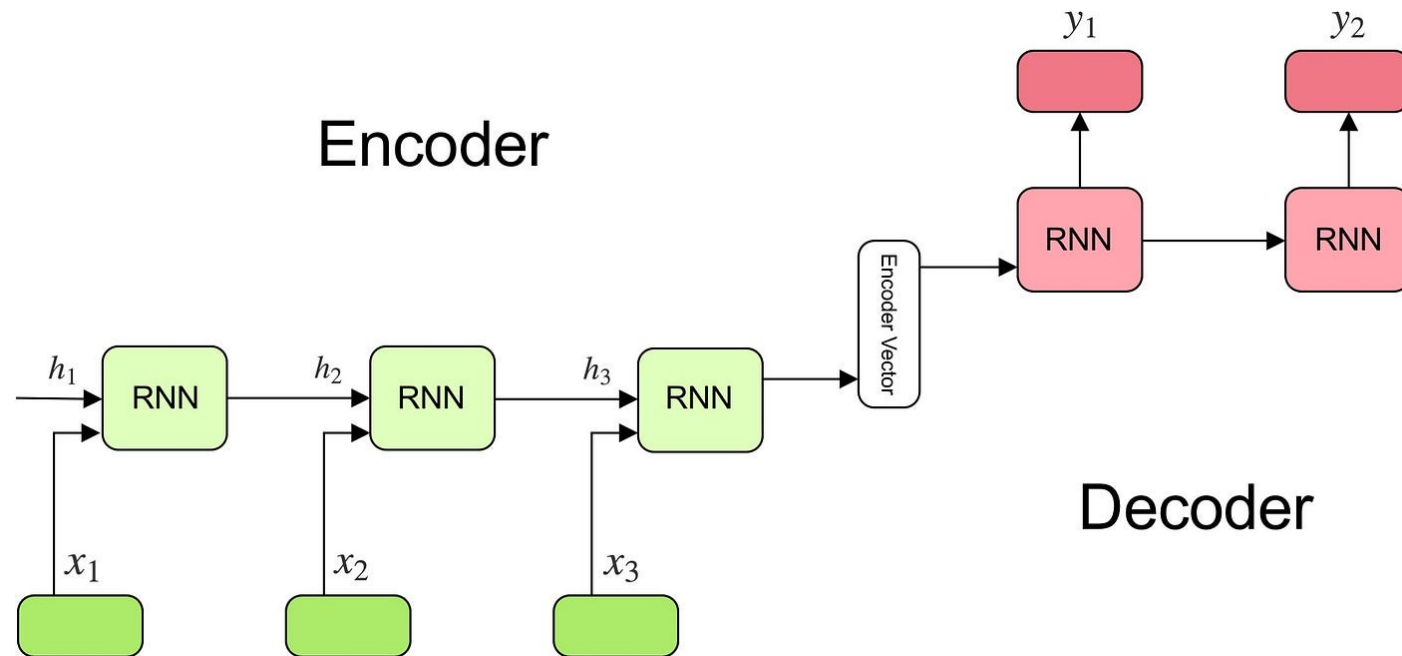 y₁ y₂
Encoder
RNN RNN
Encoder Vector
h₁ RNN h₂ RNN h₃ RNN
Decoder
x₁ x₂ x₃